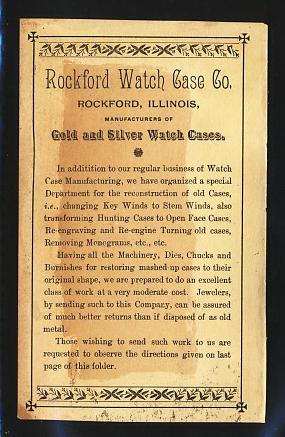 Rockford Watch Case Co.
ROCKFORD, ILLINOIS,
MANUFACTURERS OF
Gold and Silver Watch Cases.
In addititon to our regular business of Watch
Case Manufacturing, we have organized a special
Department for the reconstruction of old Cases,
i.e., changing Key Winds to Stem Winds, also
transforming Hunting Cases to Open Face Cases,
Re-engraving and Re-engine Turning old cases,
Removing Monograms, etc., etc.
Having all the Machinery, Dies, Chucks and
Burnishes for restoring mashed-up cases to their
original shape, we are prepared to do an excellent
class of work at a very moderate cost. Jewelers,
by sending such to this Company, can be assured
of much better returns than if disposed of as old
metal.
Those wishing to send such work to us are
requested to observe the directions given on last
page of this folder.